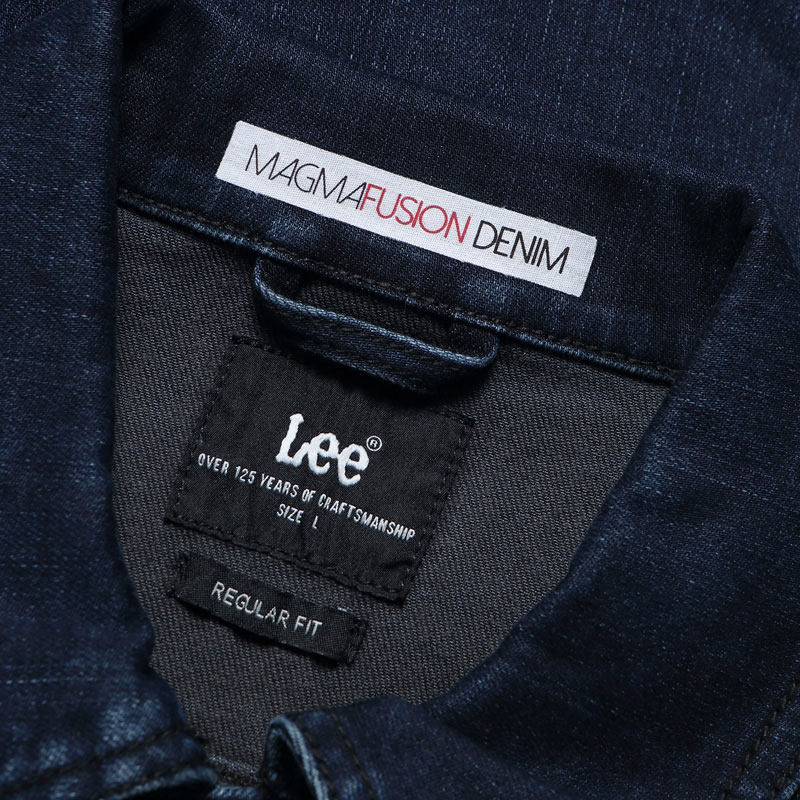 MAGMAFUSION DENIM
Lee®
OVER 125 YEARS OF CRAFTSMANSHIP
SIZE L
REGULAR FIT